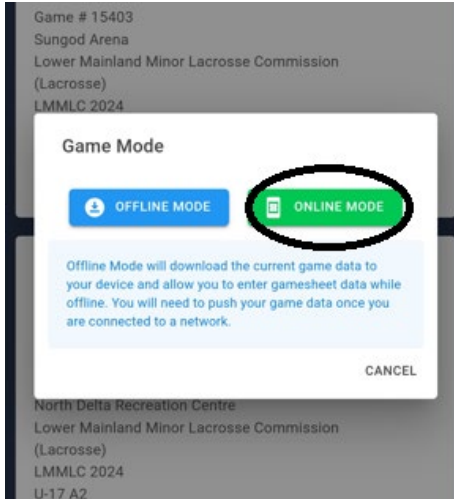 Game # 15403
Sungod Arena
Lower Mainland Minor Lacrosse Commission
(Lacrosse)
LMMLC 2024
Game Mode
OFFLINE MODE
ONLINE MODE
Offline Mode will download the current game data to
your device and allow you to enter gamesheet data while
offline. You will need to push your game data once you
are connected to a network.
CANCEL
North Delta Recreation Centre
Lower Mainland Minor Lacrosse Commission
(Lacrosse)
LMMLC 2024
U-17 A2